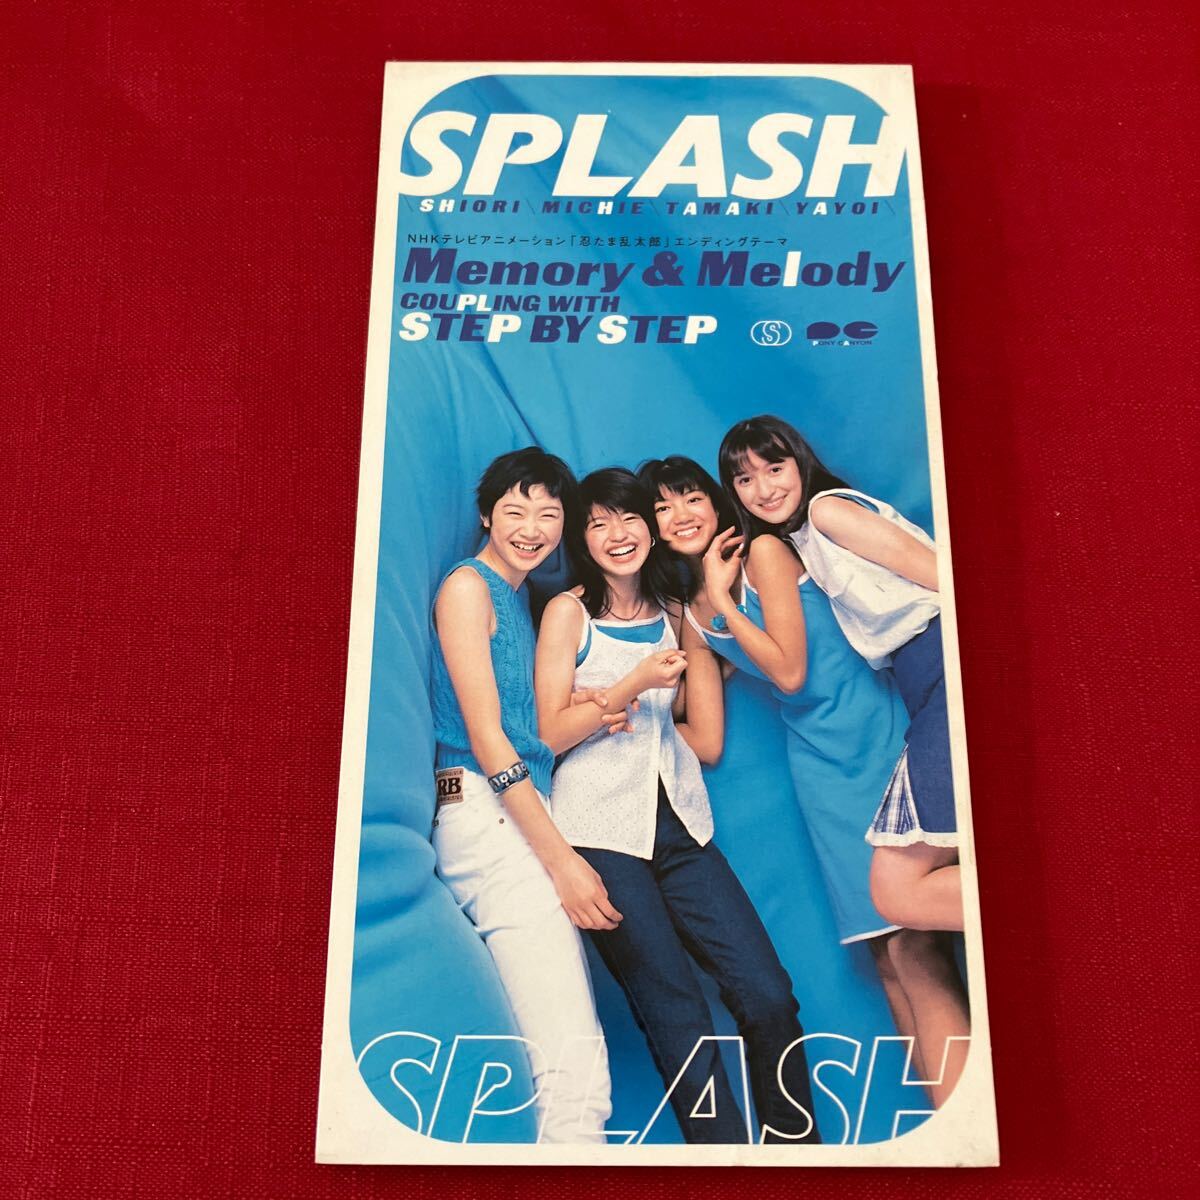 SPLASH
\SHIORI\MICHIE\TAMAKI\YAYOI\
NHKテレビアニメーション「忍たま乱太郎」エンディングテーマ
Memory & Melody
COUPLING WITH
STEP BY STEP
S
PC
PONY CANYON
RB
SPLASH